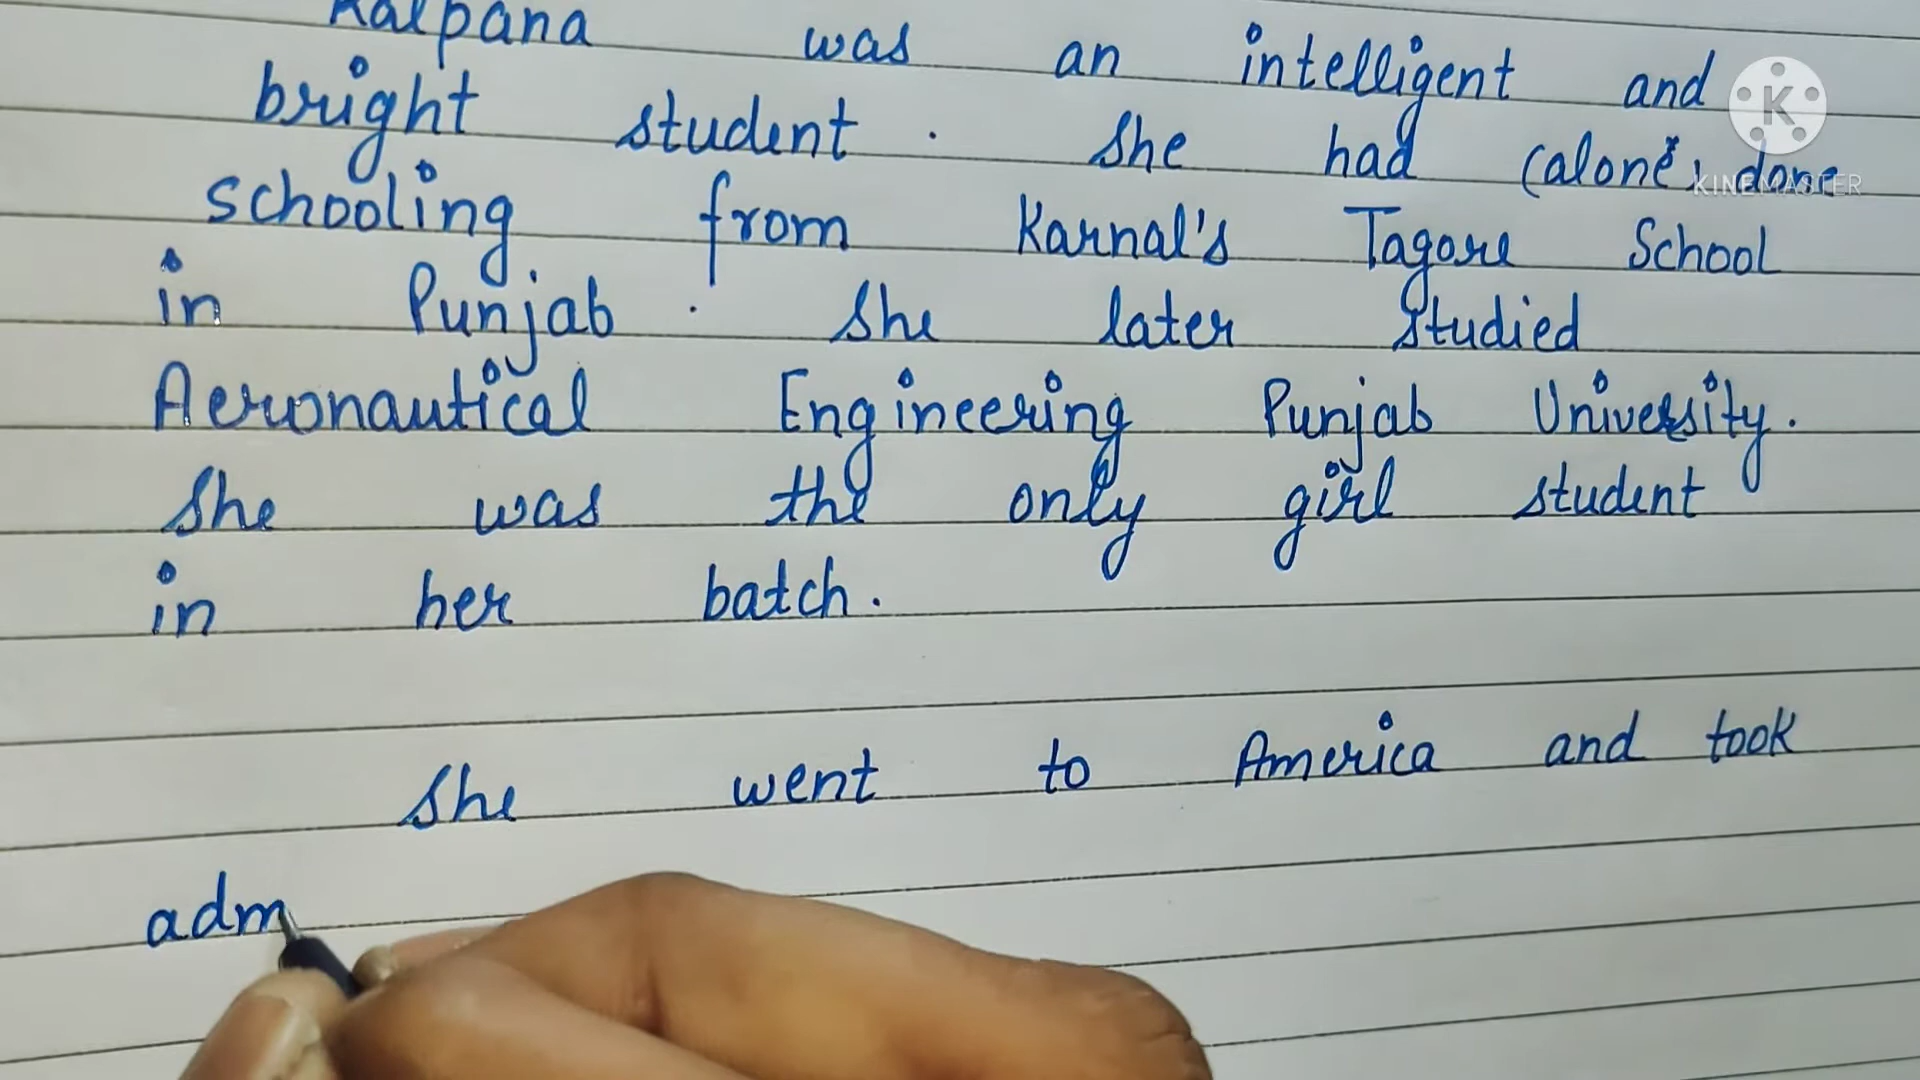 Kalpana was an intelligent and
bright student. She had (alone) done
schooling from Karnal's Tagore School
in Punjab. She later studied
Aeronautical Engineering Punjab University.
She was the only girl student
in her batch.
She went to America and took
adm
K
KINEMASTER